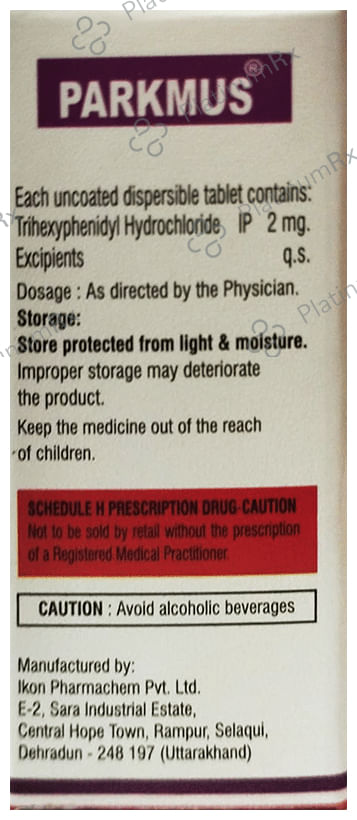 PARKMUS®
Each uncoated dispersible tablet contains:
Trihexyphenidyl Hydrochloride IP 2 mg.
Excipients q.s.
Dosage : As directed by the Physician.
Storage:
Store protected from light & moisture.
Improper storage may deteriorate
the product.
Keep the medicine out of the reach
of children.
SCHEDULE H PRESCRIPTION DRUG-CAUTION
Not to be sold by retail without the prescription
of a Registered Medical Practitioner.
CAUTION : Avoid alcoholic beverages
Manufactured by:
Ikon Pharmachem Pvt. Ltd.
E-2, Sara Industrial Estate,
Central Hope Town, Rampur, Selaqui,
Dehradun - 248 197 (Uttarakhand)
PlatinumRx